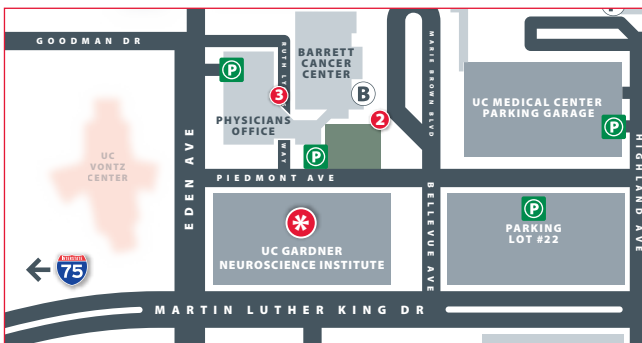 GOODMAN DR
EDEN AVE
RUTH LY
WAY
BARRETT
CANCER
CENTER
MARIE BROWN BLVD
P
3
B
2
UC MEDICAL CENTER
PARKING GARAGE
P
PHYSICIANS
OFFICE
P
HIGHLAND AVE
UC
VONTZ
CENTER
PIEDMONT AVE
BELLEVUE AVE
*
UC GARDNER
NEUROSCIENCE INSTITUTE
P
PARKING
LOT #22
INTERSTATE
75
MARTIN LUTHER KING DR